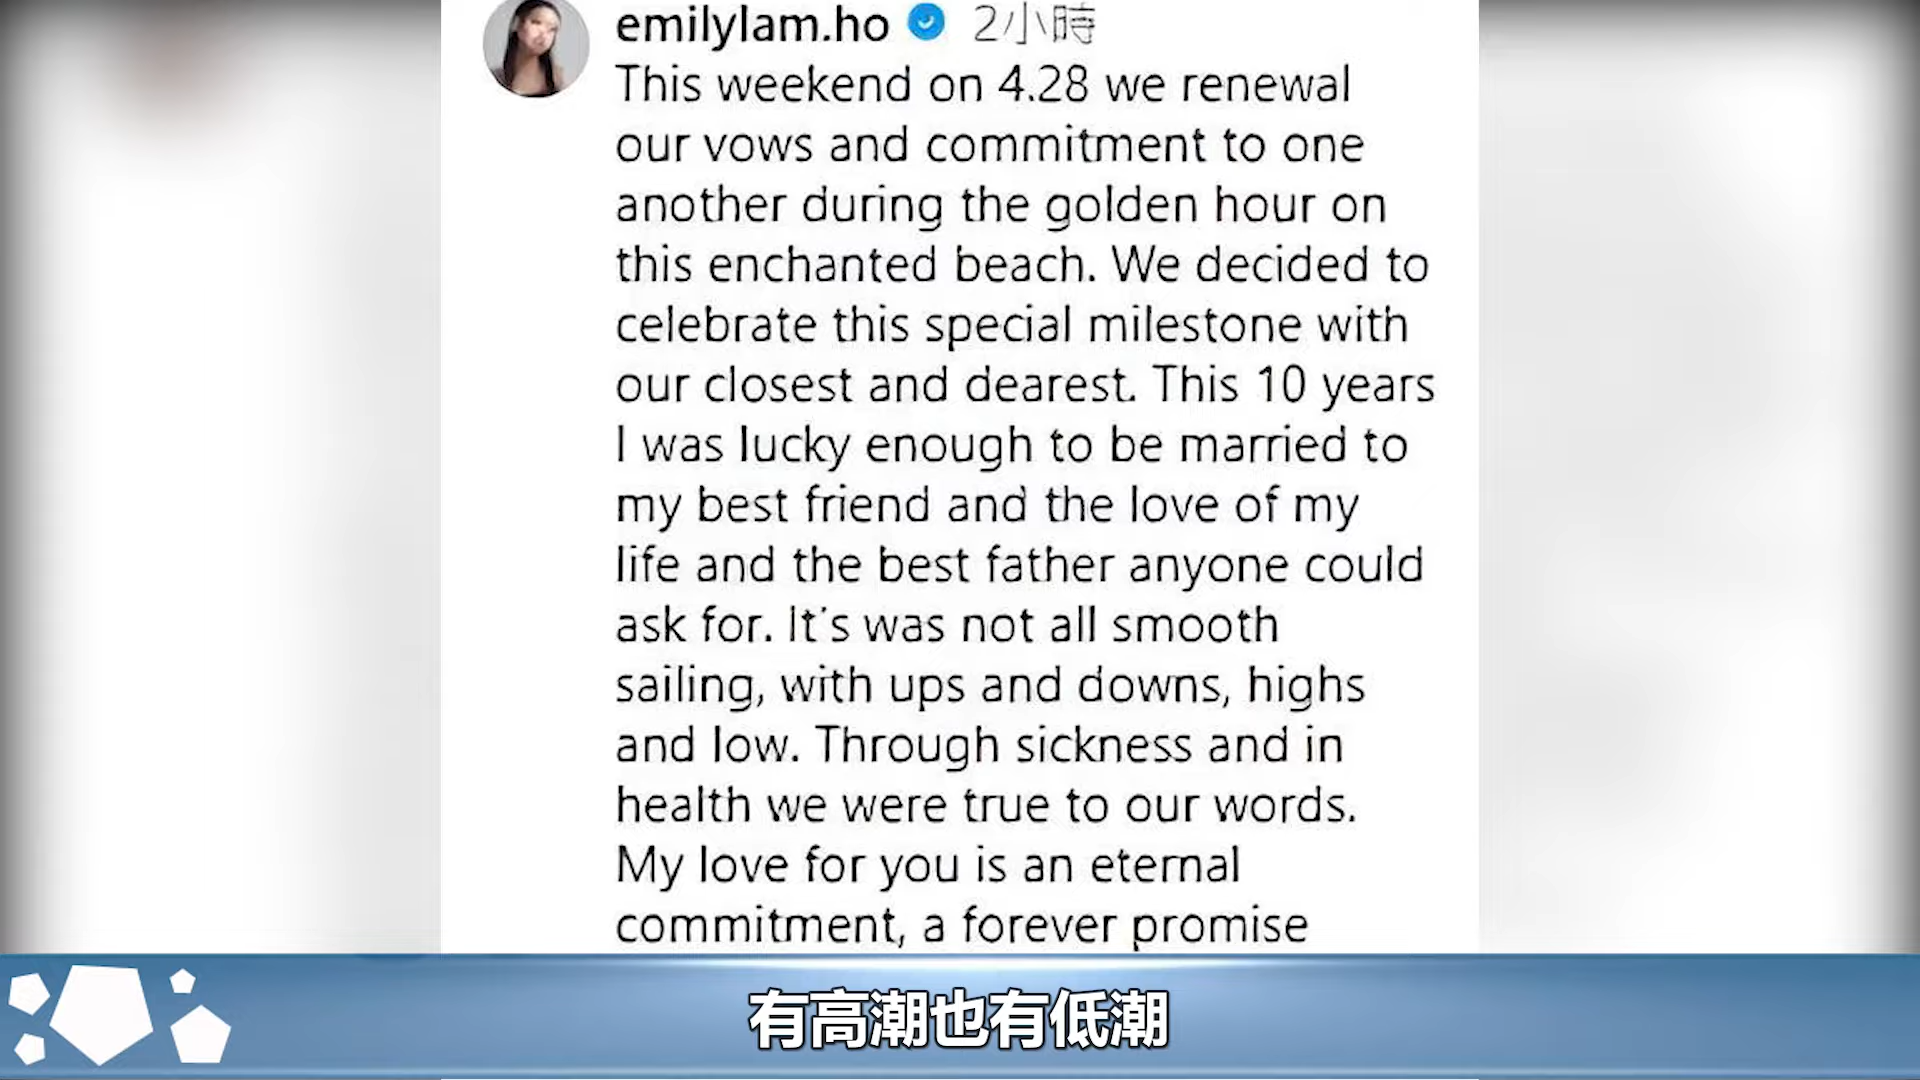 emilylam.ho 2小時
This weekend on 4.28 we renewal
our vows and commitment to one
another during the golden hour on
this enchanted beach. We decided to
celebrate this special milestone with
our closest and dearest. This 10 years
I was lucky enough to be married to
my best friend and the love of my
life and the best father anyone could
ask for. It's was not all smooth
sailing, with ups and downs, highs
and low. Through sickness and in
health we were true to our words.
My love for you is an eternal
commitment, a forever promise
有高潮也有低潮